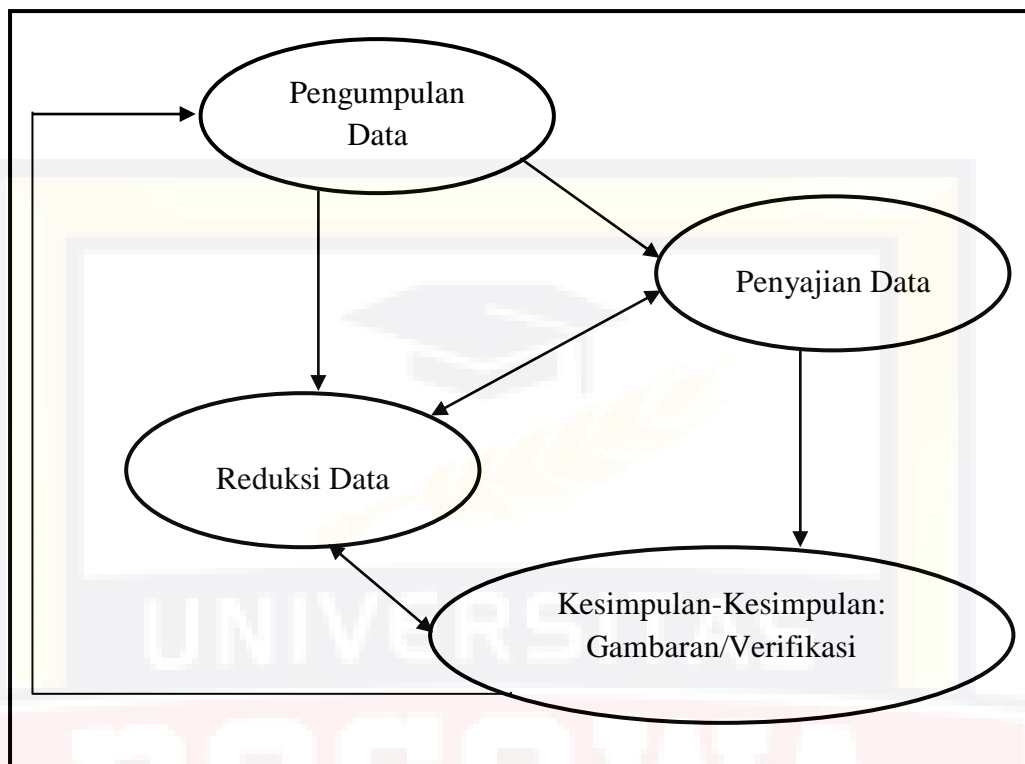 Pengumpulan
Data
Penyajian Data
Reduksi Data
Kesimpulan-Kesimpulan:
Gambaran/Verifikasi
UNIVERSITAS